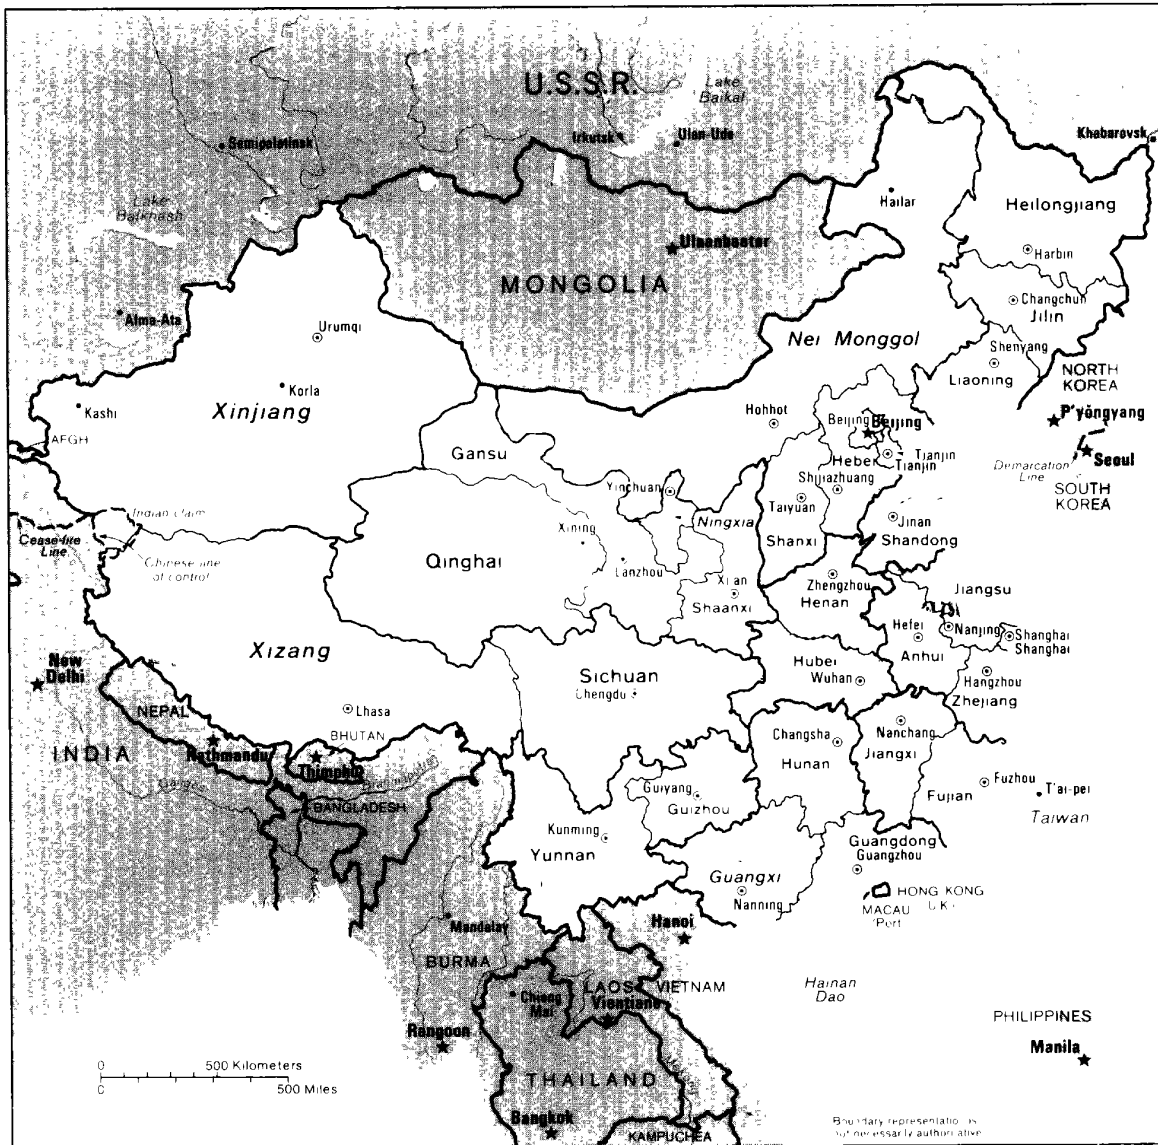 U.S.S.R.
Lake
Baikal
Irkutsk
Ulan-Ude
Semipalatinsk
Khabarovsk
Lake
Balkhash
Hailar
Heilongjiang
Ulaanbaatar
Harbin
MONGOLIA
Alma-Ata
Changchun
Jilin
Urumqi
Nei Monggol
Shenyang
Liaoning
NORTH
KOREA
Korla
Kashi
Xinjiang
Hohhot
Beijing
Beijing
P'yŏngyang
AFGH
Gansu
Hebei
Tianjin
Tianjin
Demarcation
Line
Seoul
Yinchuan
Shijiazhuang
SOUTH
KOREA
Indian claim
Taiyuan
Ningxia
Jinan
Cease-fire
Line
Xining
Shanxi
Shandong
Chinese line
of control
Qinghai
Lanzhou
Xi an
Zhengzhou
Jiangsu
Shaanxi
Henan
Hefei
Nanjing
Shanghai
Shanghai
Xizang
Anhui
New
Delhi
Sichuan
Chengdu
Hubei
Wuhan
Hangzhou
Zhejiang
NEPAL
Lhasa
BHUTAN
Nanchang
Jiangxi
Changsha
Hunan
INDIA
Kathmandu
Thimphu
Ganges
Brahmaputra
Guiyang
Guizhou
Fuzhou
Fujian
T'ai-pei
Taiwan
BANGLADESH
Kunming
Yunnan
Guangdong
Guangzhou
Guangxi
Nanning
HONG KONG
MACAU
Port
Mandalay
Hanoi
BURMA
LAOS
VIETNAM
Hainan
Dao
Chiang
Mai
Vientiane
PHILIPPINES
Rangoon
Manila
0 500 Kilometers
0 500 Miles
THAILAND
Bangkok
KAMPUCHEA
Boundary representation is
not necessarily authoritative